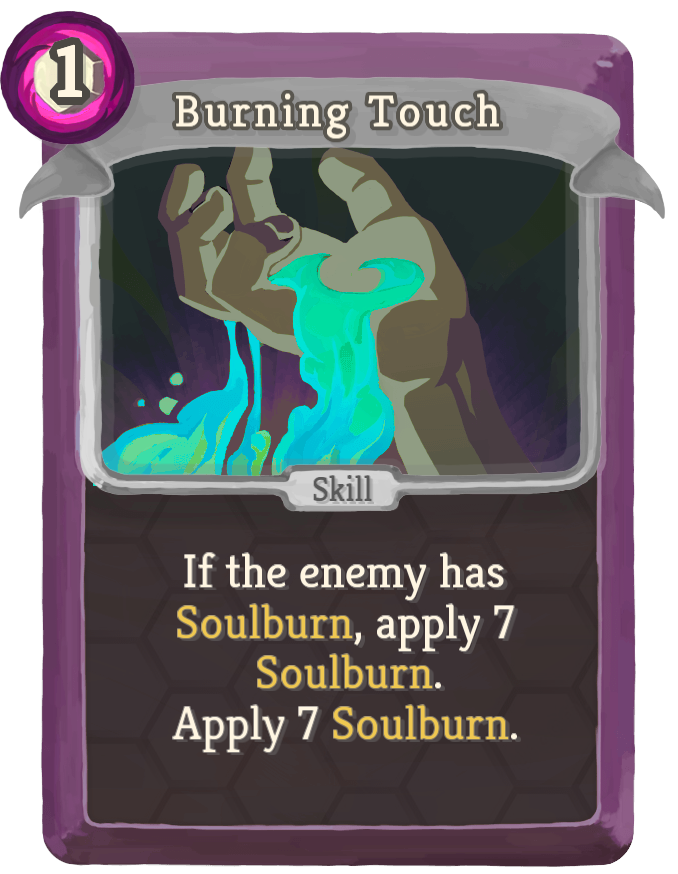 1
Burning Touch
Skill
If the enemy has
Soulburn, apply 7
Soulburn.
Apply 7 Soulburn.